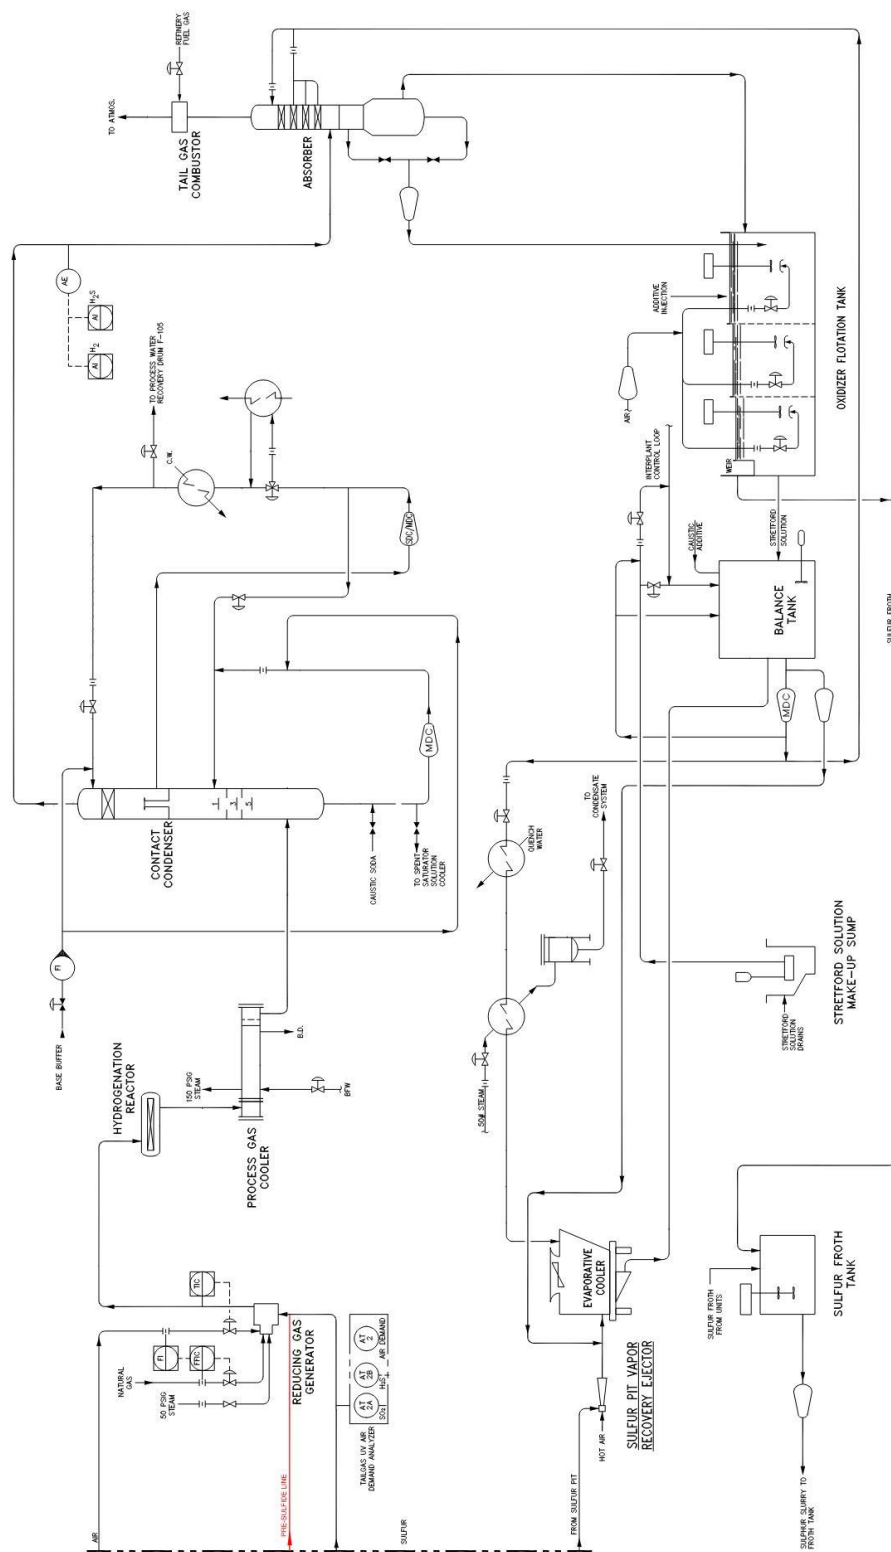 AIR
NATURAL
GAS
50 PSIG
STEAM
FI
FRC
TIC
PRE-SULFIDE LINE
REDUCING GAS
GENERATOR
TAILGAS UV AIR
DEMAND ANALYZER
AT
2A
AT
2B
AT
2
SO₂
H₂S
AIR DEMAND
SULFUR
HYDROGENATION
REACTOR
150 PSIG
STEAM
PROCESS GAS
COOLER
B.D.
BFW
BASE BUFFER
FI
CONTACT
CONDENSER
1
3
5
CAUSTIC SODA
TO SPENT
SATURATOR
SOLUTION
COOLER
MDC
SDC/MDC
C.W.
TO PROCESS WATER
RECOVERY DRUM F-105
AI
H₂
AI
H₂S
AE
TO ATMOS.
REFINERY
FUEL GAS
TAIL GAS
COMBUSTOR
ABSORBER
FROM SULFUR PIT
HOT AIR
SULFUR PIT VAPOR
RECOVERY EJECTOR
EVAPORATIVE
COOLER
50# STEAM
QUENCH
WATER
TO
CONDENSATE
SYSTEM
MDC
BALANCE
TANK
CAUSTIC
ADDITIVE
INTERPLANT
CONTROL LOOP
STRETFORD
SOLUTION
WEIR
AIR
ADDITIVE
INJECTION
OXIDIZER FLOTATION TANK
STRETFORD
SOLUTION
DRAINS
STRETFORD SOLUTION
MAKE-UP SUMP
SULFUR FROTH
SULFUR FROTH
FROM UNITS
SULFUR FROTH
TANK
SULPHUR SLURRY TO
FROTH TANK